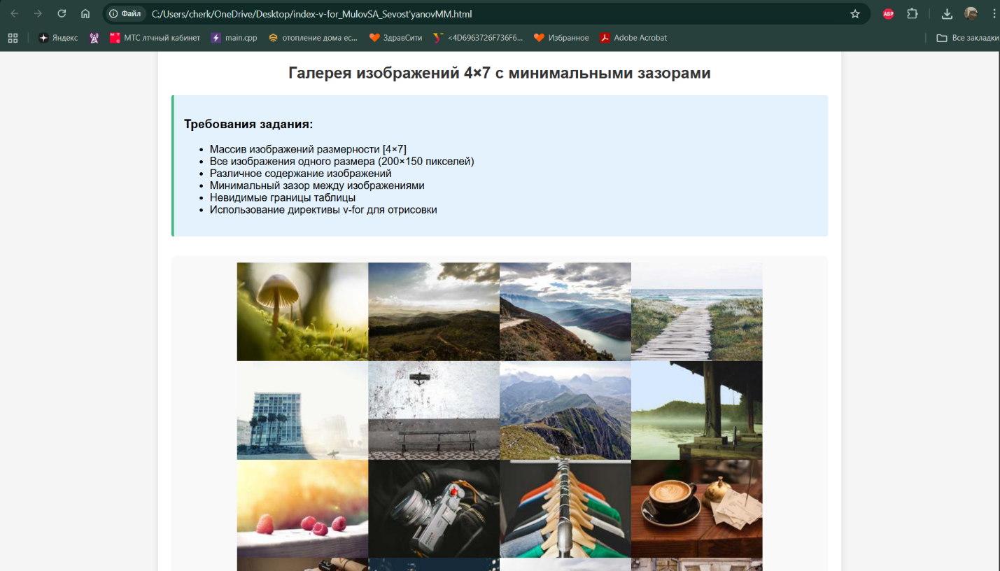 Файл C:/Users/cherk/OneDrive/Desktop/index-v-for_MulovSA_Sevost'yanovMM.html ABP
Яндекс МТС МТС лтчный кабинет main.cpp отопление дома ес... ЗдравСити <4D6963726F736F6... Избранное Adobe Acrobat Все закладки
Галерея изображений 4×7 с минимальными зазорами
Требования задания:
• Массив изображений размерности [4×7]
• Все изображения одного размера (200×150 пикселей)
• Различное содержание изображений
• Минимальный зазор между изображениями
• Невидимые границы таблицы
• Использование директивы v-for для отрисовки